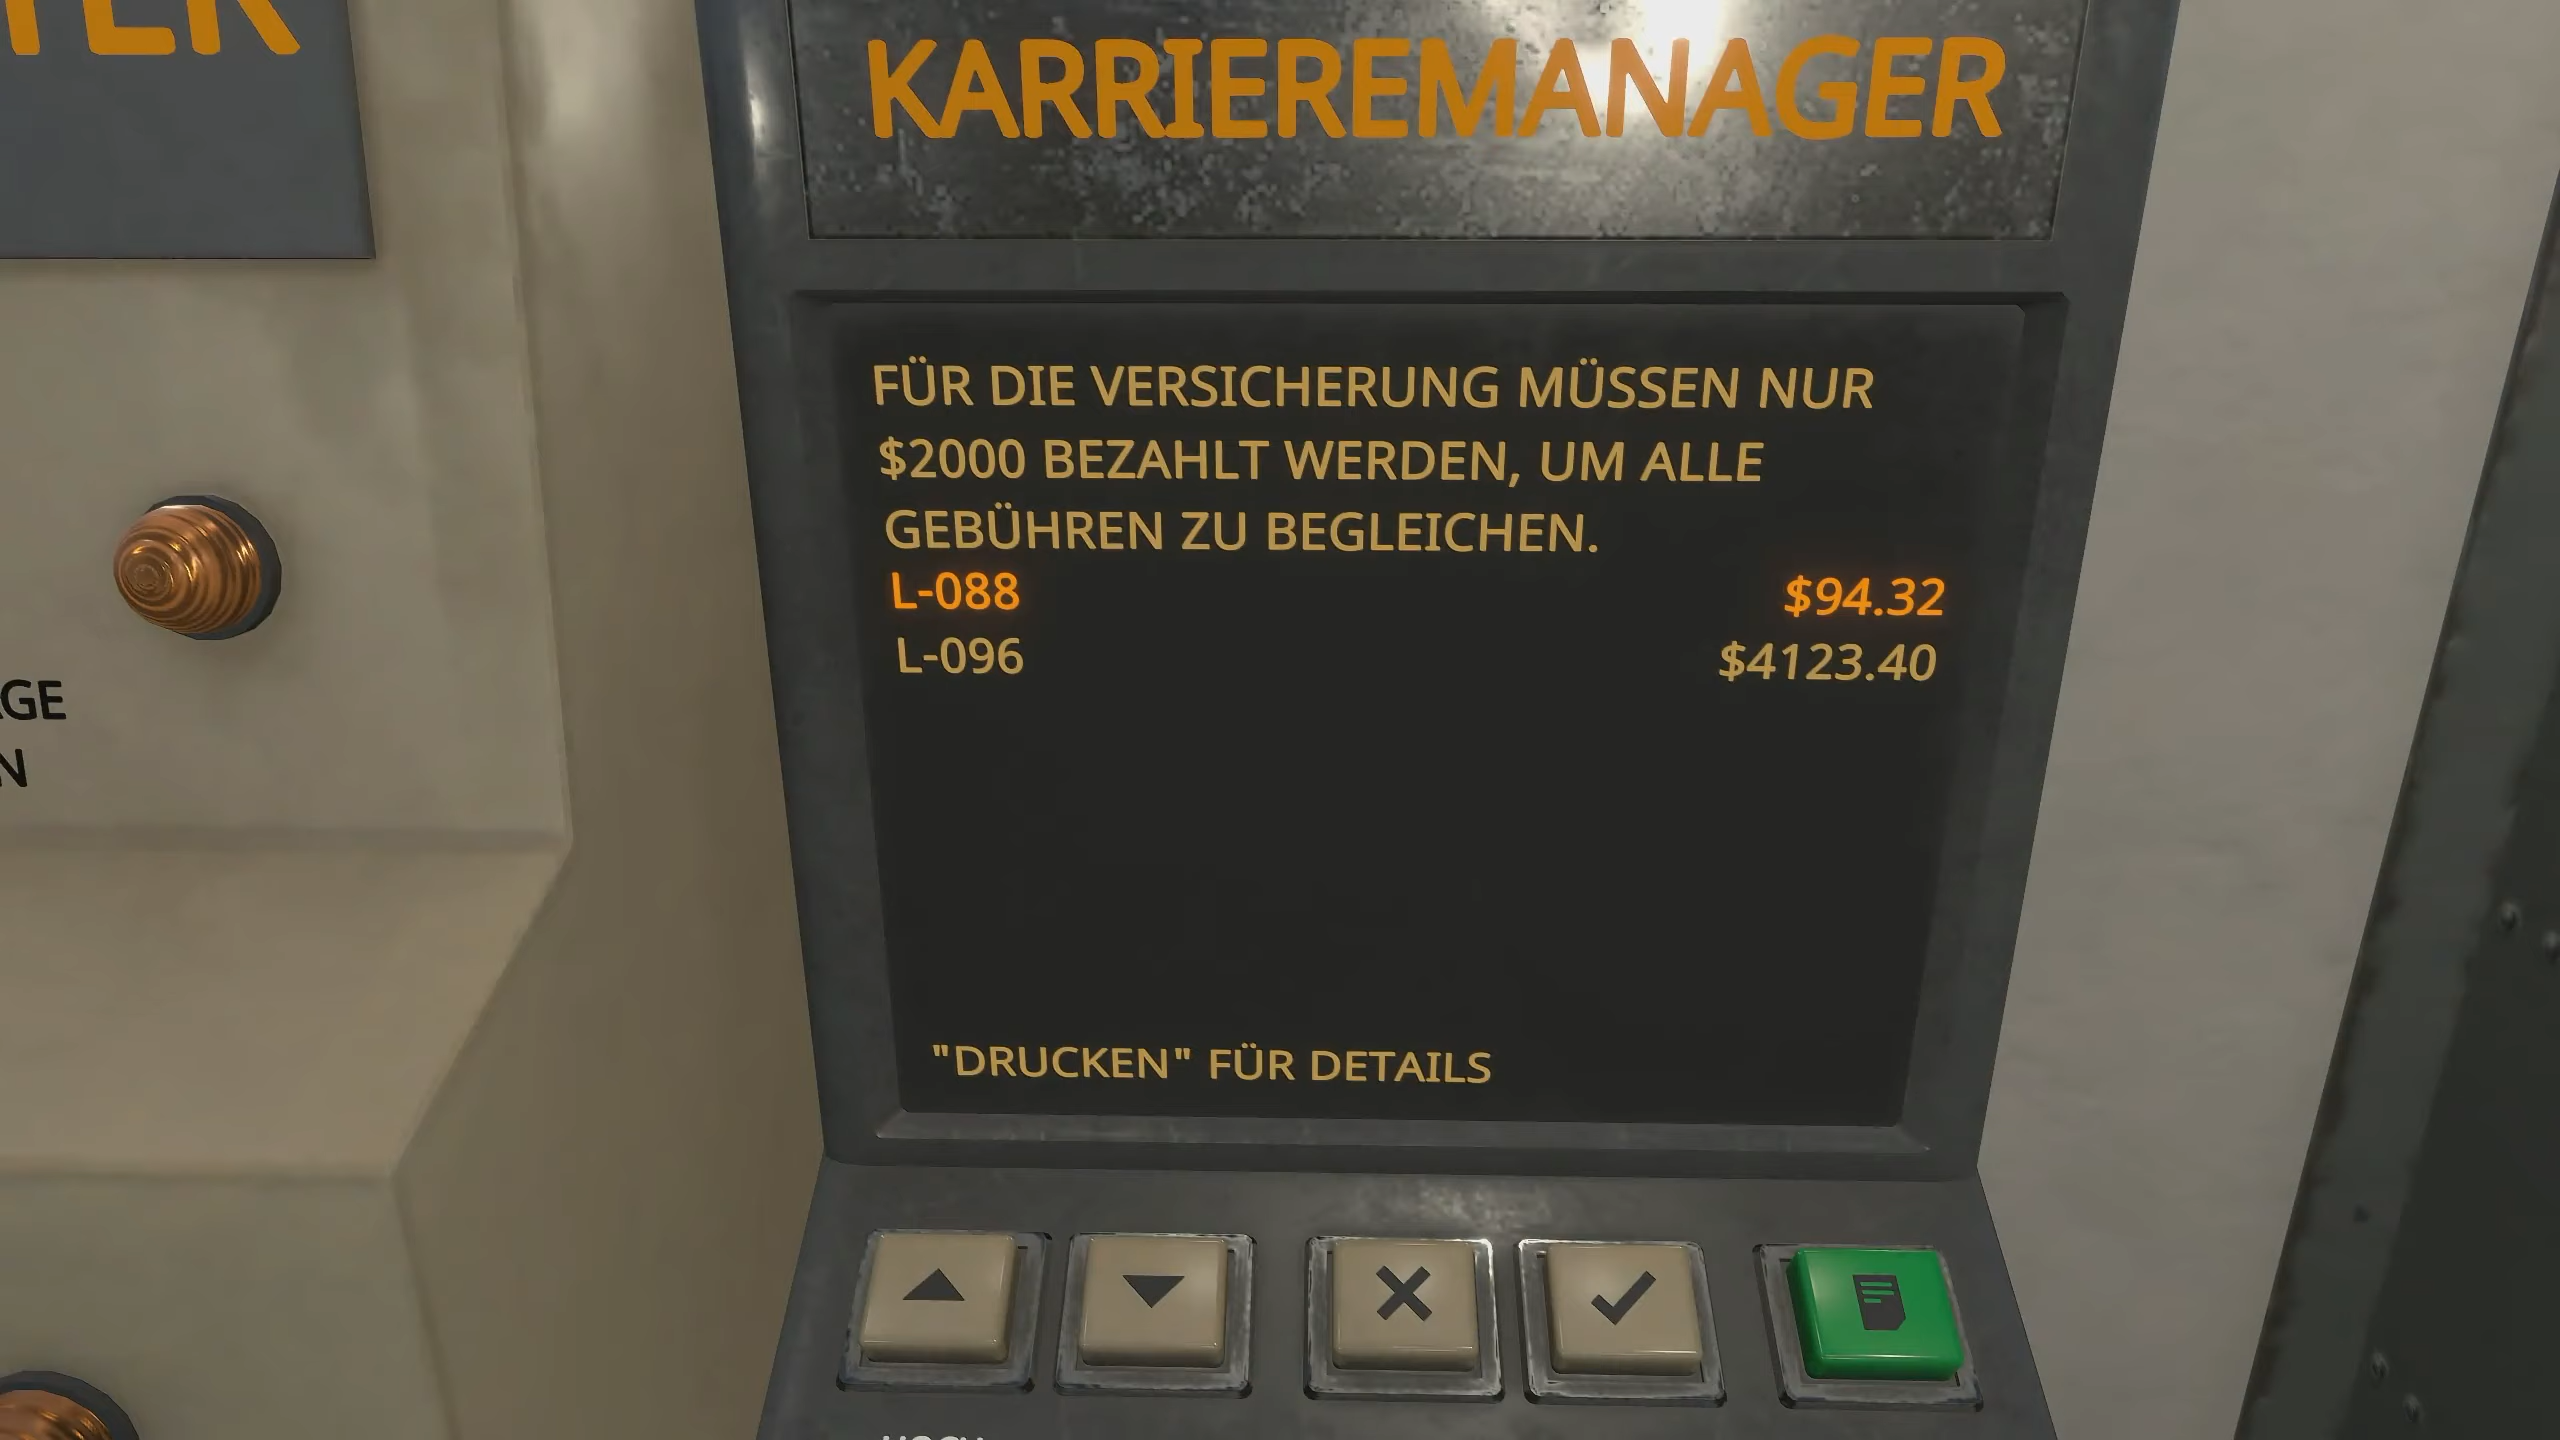 KARRIEREMANAGER
FÜR DIE VERSICHERUNG MÜSSEN NUR
$2000 BEZAHLT WERDEN, UM ALLE
GEBÜHREN ZU BEGLEICHEN.
L-088 $94.32
L-096 $4123.40
"DRUCKEN" FÜR DETAILS